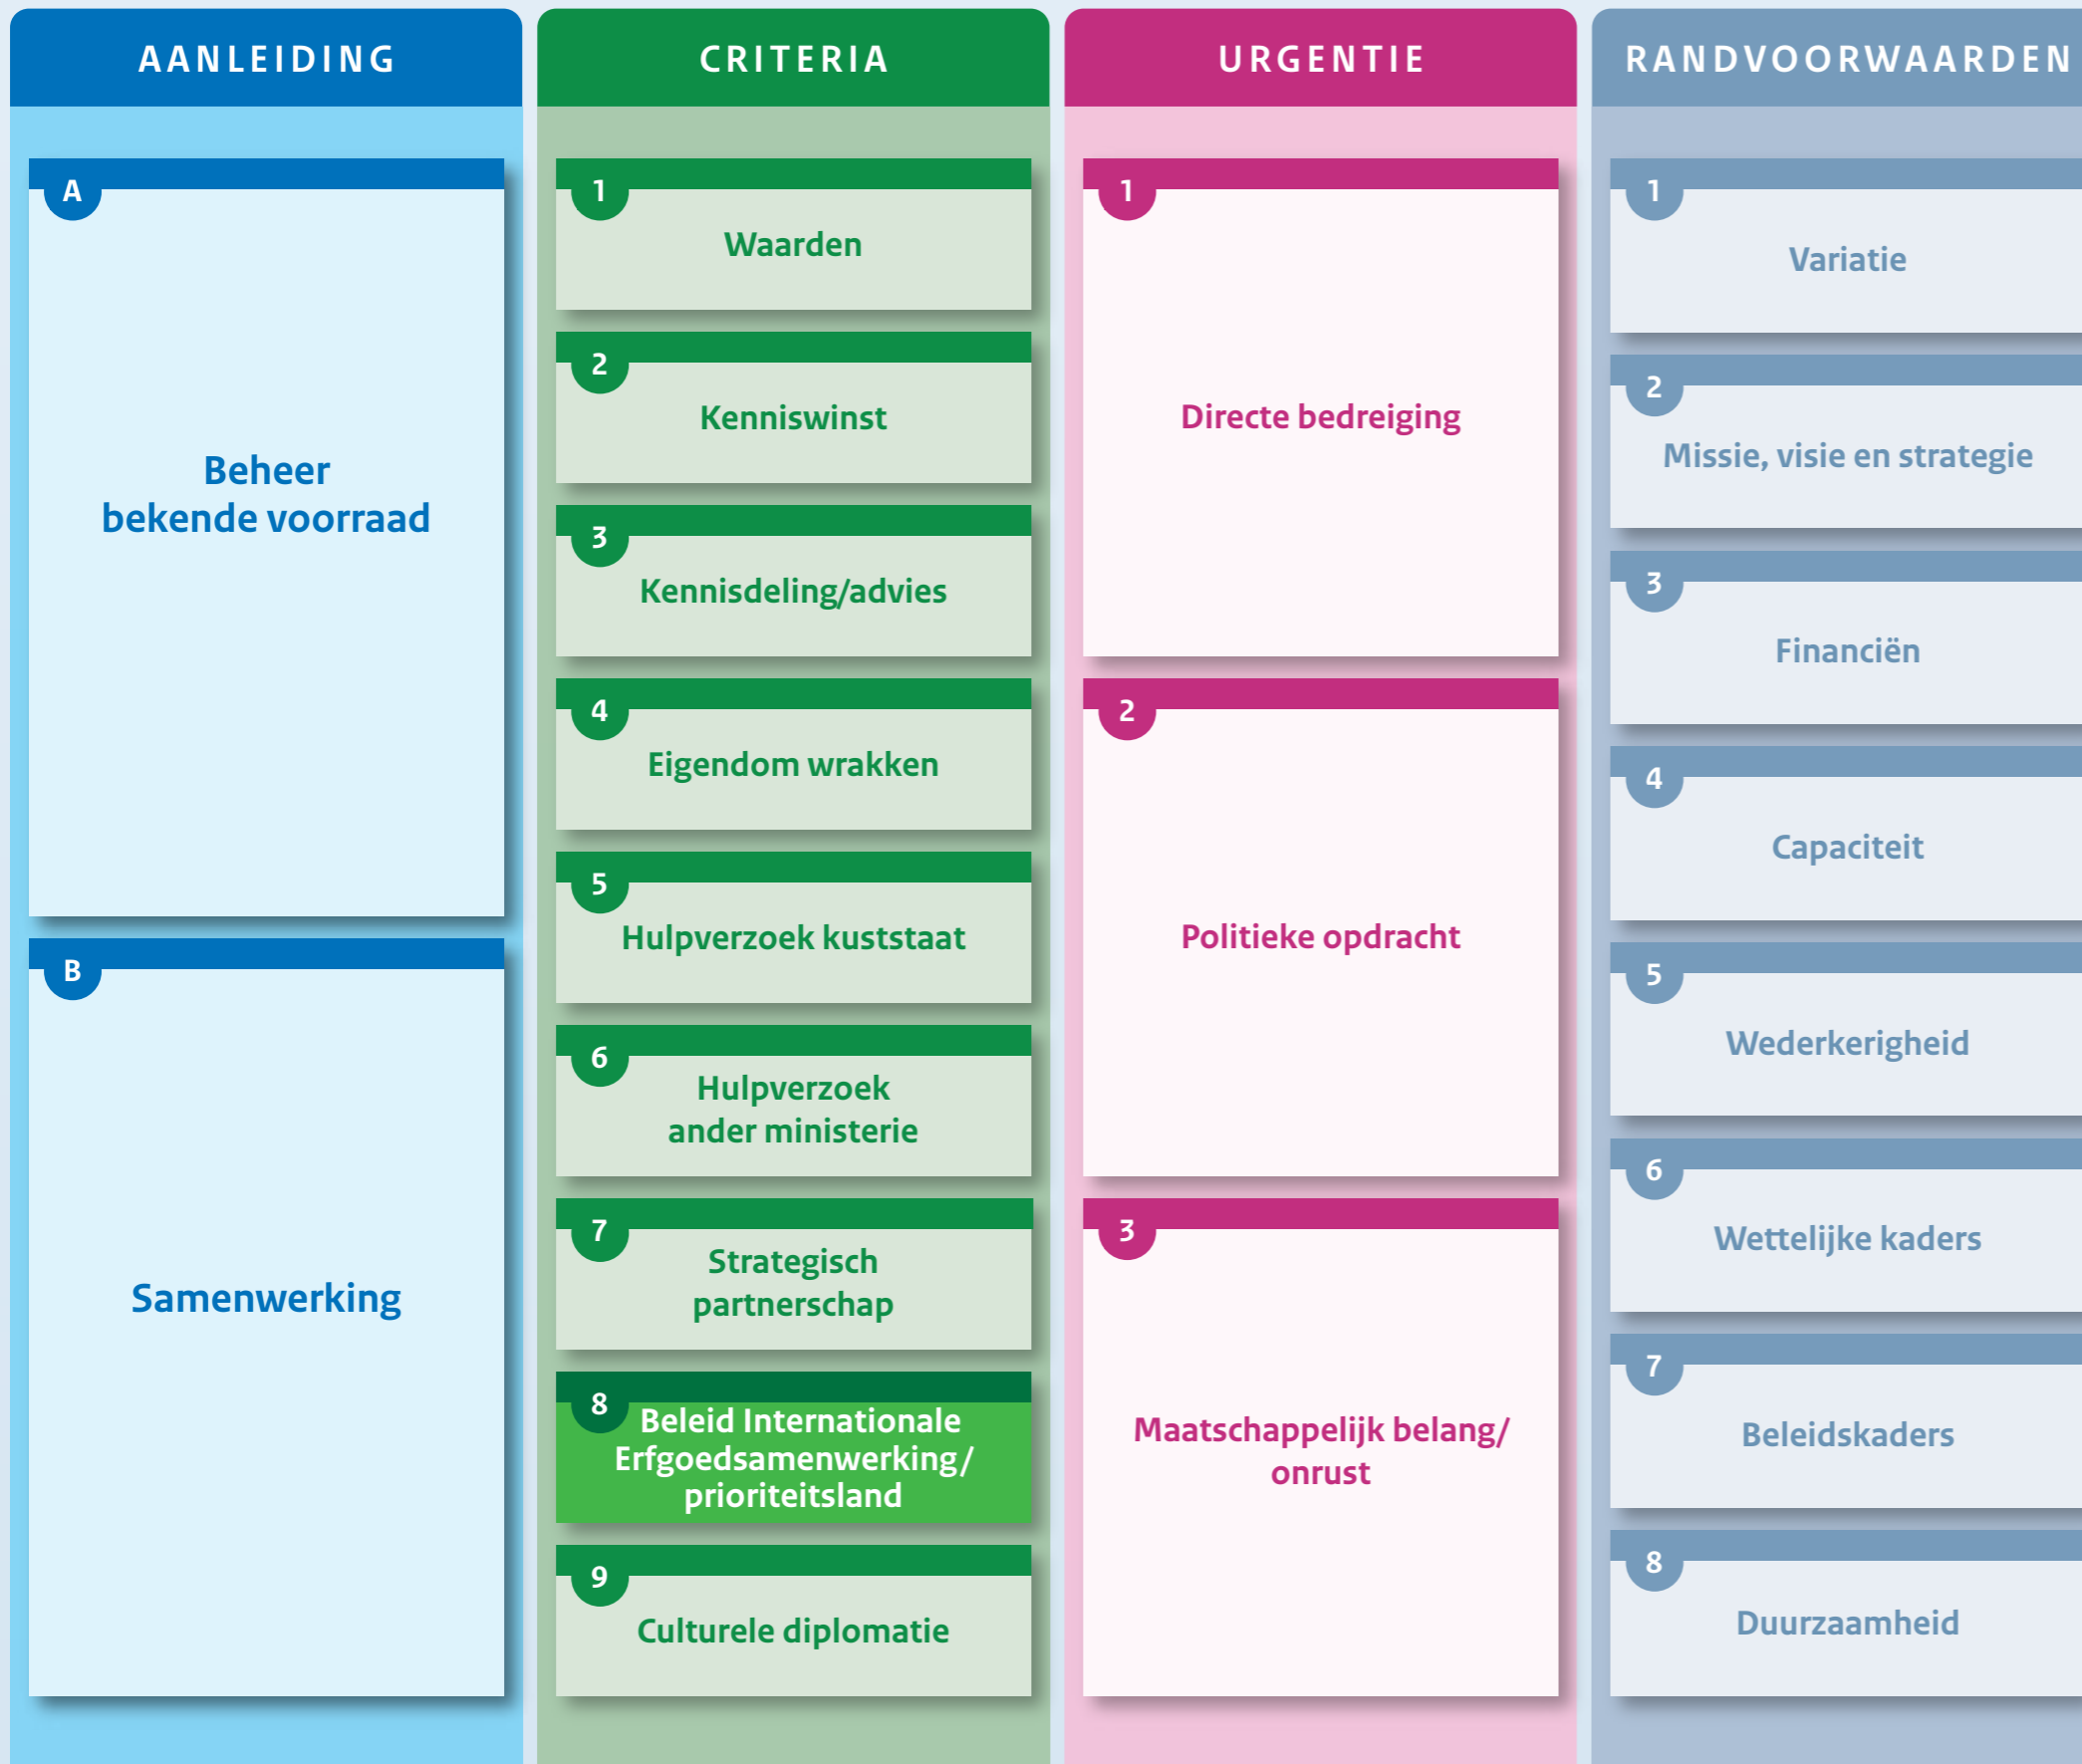 AANLEIDING
A
Beheer
bekende voorraad
B
Samenwerking
CRITERIA
1
Waarden
2
Kenniswinst
3
Kennisdeling/advies
4
Eigendom wrakken
5
Hulpverzoek kuststaat
6
Hulpverzoek
ander ministerie
7
Strategisch
partnerschap
8
Beleid Internationale
Erfgoedsamenwerking/
prioriteitsland
9
Culturele diplomatie
URGENTIE
1
Directe bedreiging
2
Politieke opdracht
3
Maatschappelijk belang/
onrust
RANDVOORWAARDEN
1
Variatie
2
Missie, visie en strategie
3
Financiën
4
Capaciteit
5
Wederkerigheid
6
Wettelijke kaders
7
Beleidskaders
8
Duurzaamheid